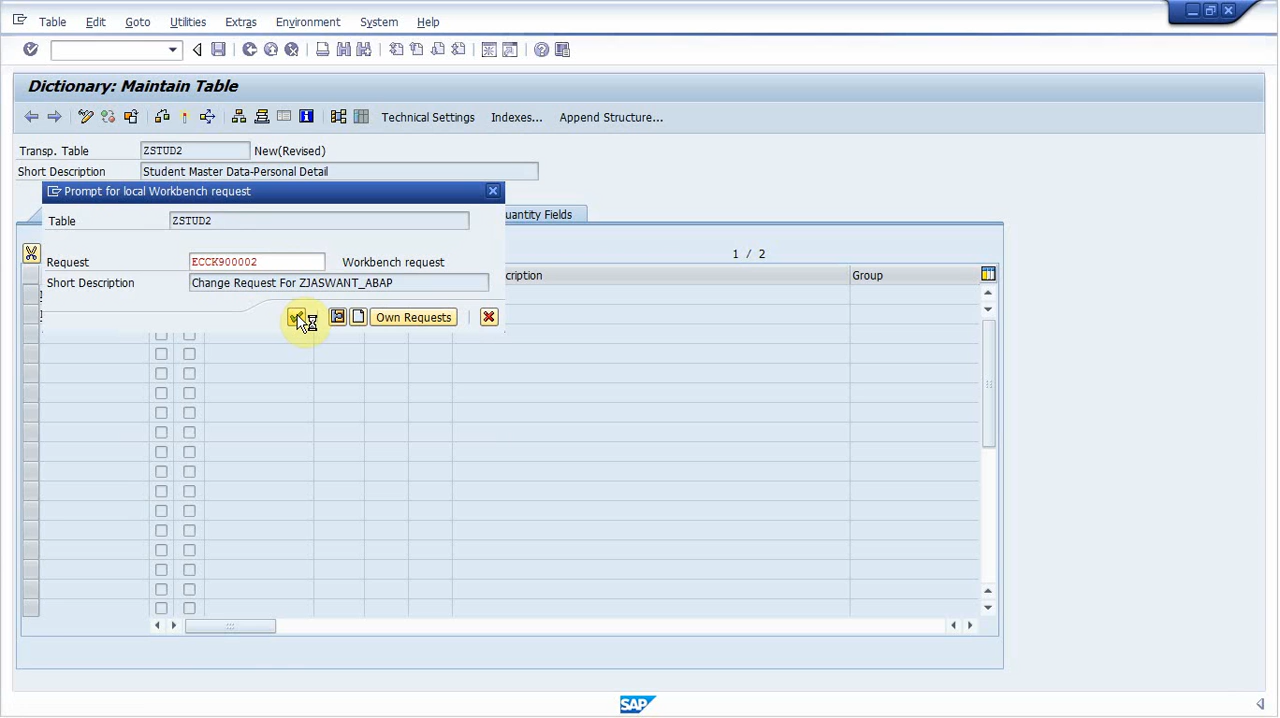 Table Edit Goto Utilities Extras Environment System Help
Dictionary: Maintain Table
Technical Settings Indexes... Append Structure...
Transp. Table ZSTUD2 New(Revised)
Short Description Student Master Data-Personal Detail
Prompt for local Workbench request
Table ZSTUD2
uantity Fields
1 / 2
Request ECCK900002 Workbench request
cription Group
Short Description Change Request For ZJASWANT_ABAP
Own Requests
SAP